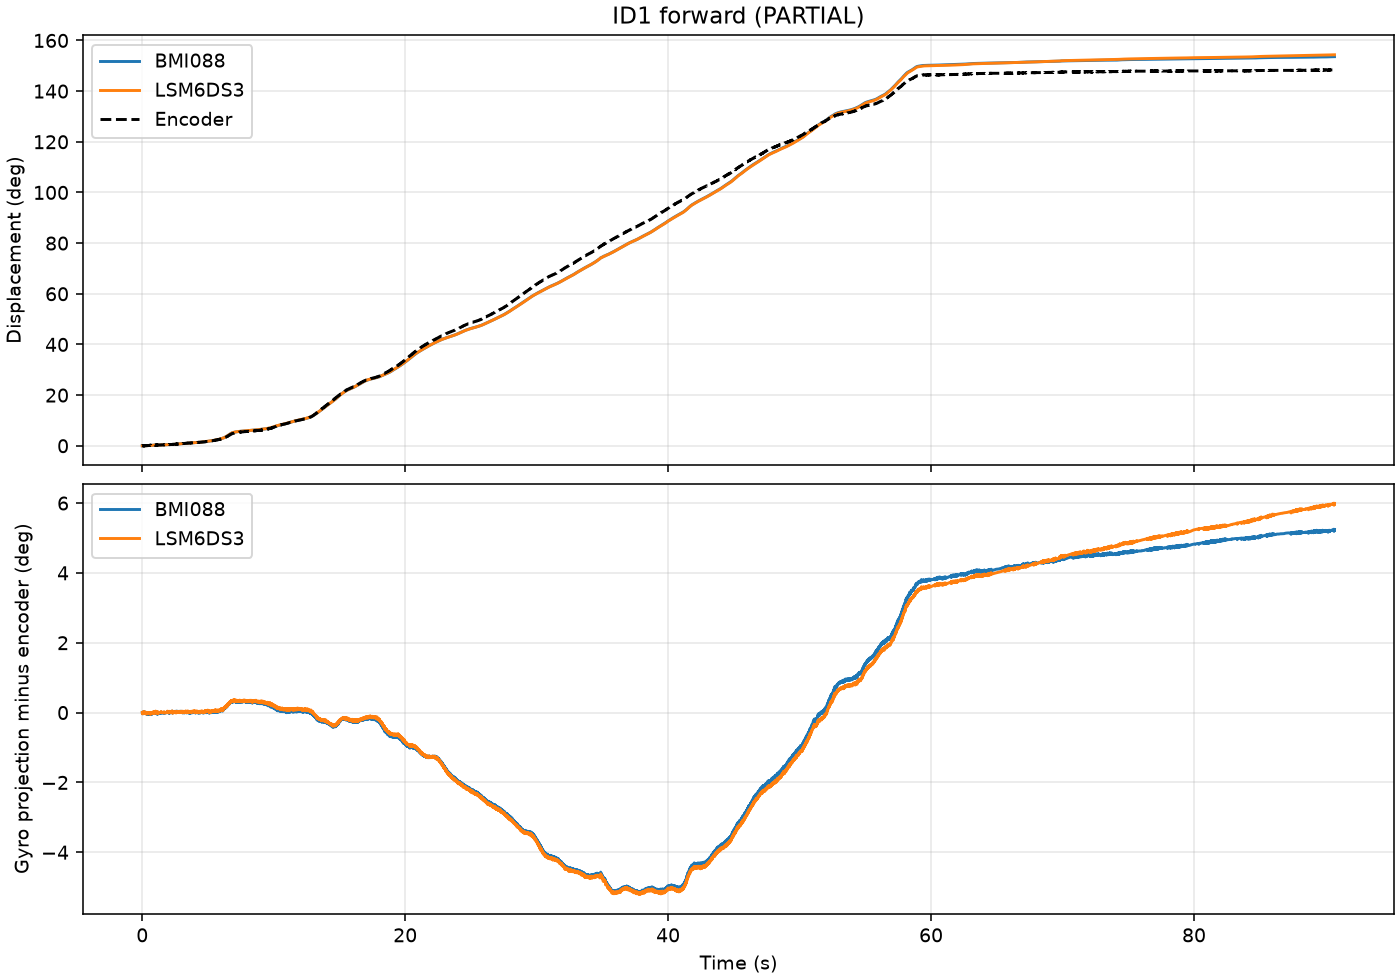 ID1 forward (PARTIAL)
160
140
120
100
80
60
40
20
0
Displacement (deg)
BMI088
LSM6DS3
Encoder
6
4
2
0
−2
−4
Gyro projection minus encoder (deg)
BMI088
LSM6DS3
0
20
40
60
80
Time (s)